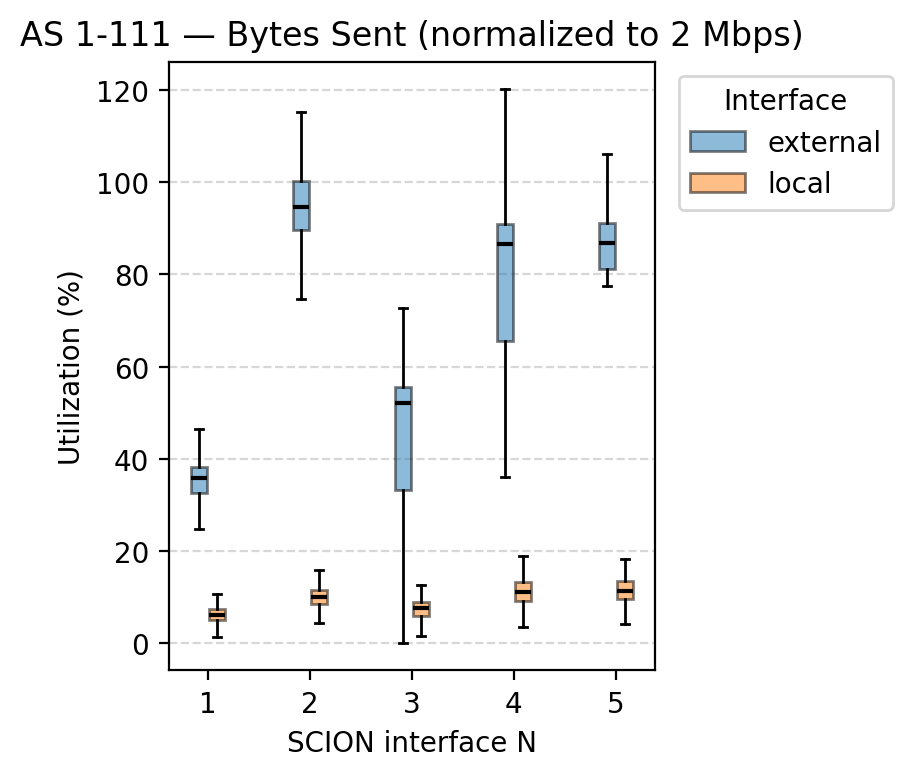 AS 1-111 — Bytes Sent (normalized to 2 Mbps)
Interface
external
local
Utilization (%)
120
100
80
60
40
20
0
1 2 3 4 5
SCION interface N